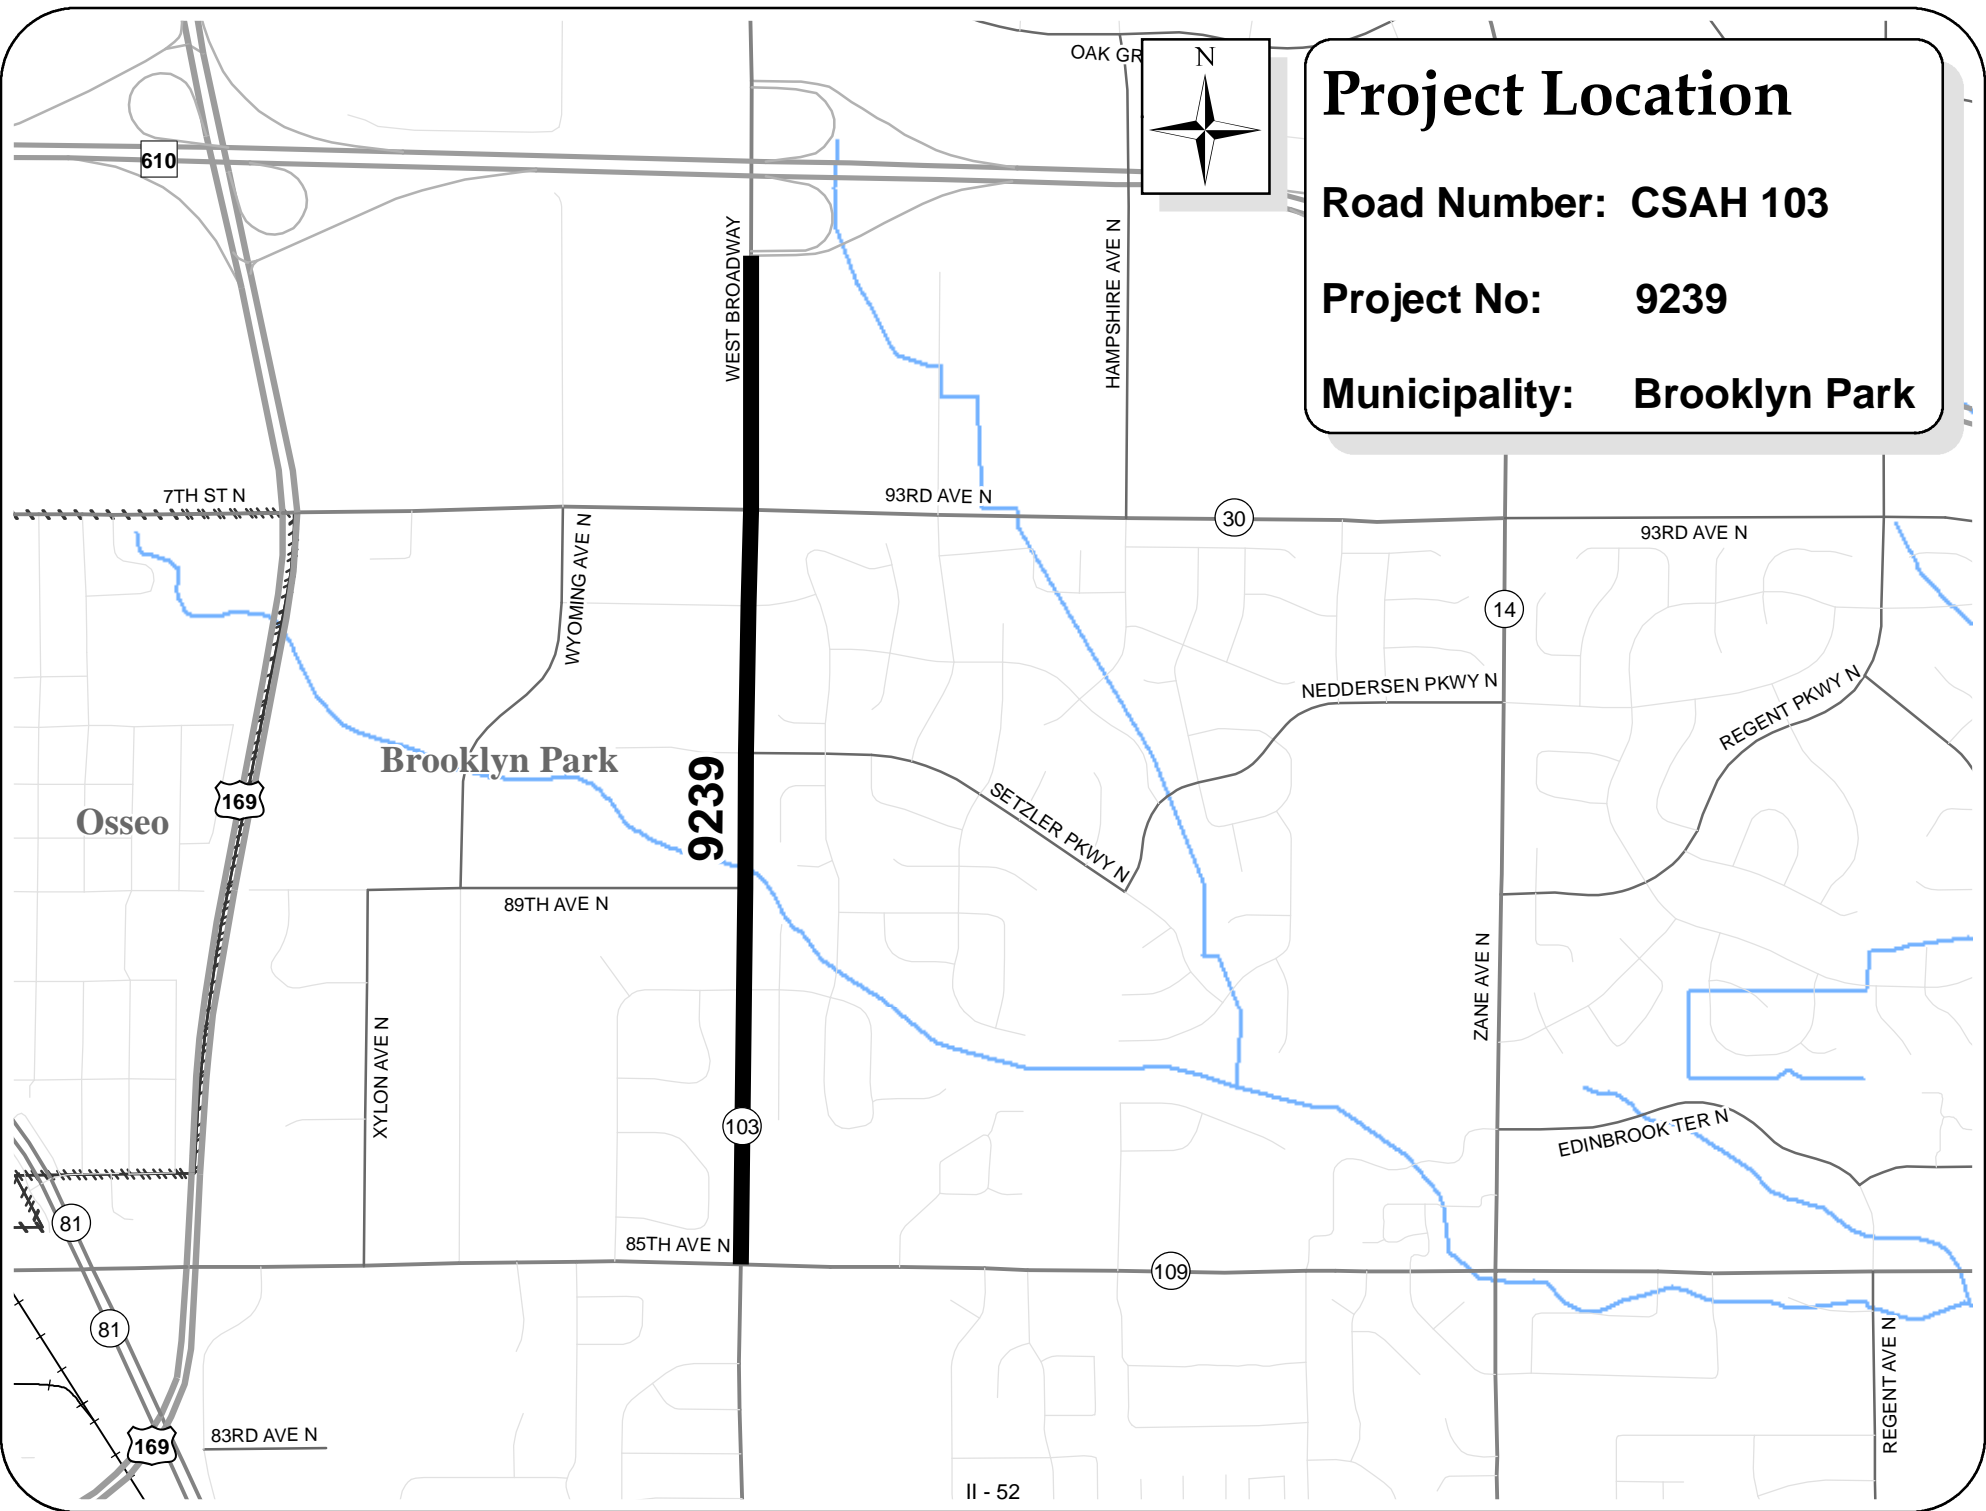 OAK GR
N
Project Location
Road Number: CSAH 103
Project No: 9239
Municipality: Brooklyn Park
610
WEST BROADWAY
HAMPSHIRE AVE N
7TH ST N
93RD AVE N
30
93RD AVE N
WYOMING AVE N
14
NEDDERSEN PKWY N
REGENT PKWY N
Brooklyn Park
9239
169
Osseo
SETZLER PKWY N
89TH AVE N
ZANE AVE N
XYLON AVE N
103
EDINBROOK TER N
81
85TH AVE N
109
81
REGENT AVE N
83RD AVE N
169
II - 52